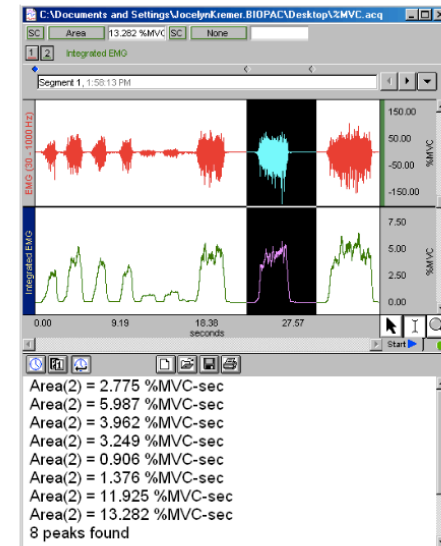 C:\Documents and Settings\JocelynKremer.BIOPAC\Desktop\%MVC.acq
SC Area 13.282 %MVC SC None
1 2 Integrated EMG
Segment 1, 1:58:13 PM
EMG (30 - 1000 Hz)
150.00
50.00
-50.00
-150.00
%MVC
Integrated EMG
7.50
5.00
2.50
0.00
%MVC
0.00 9.19 18.38 27.57
seconds
Start
Area(2) = 2.775 %MVC-sec
Area(2) = 5.987 %MVC-sec
Area(2) = 3.962 %MVC-sec
Area(2) = 3.249 %MVC-sec
Area(2) = 0.906 %MVC-sec
Area(2) = 1.376 %MVC-sec
Area(2) = 11.925 %MVC-sec
Area(2) = 13.282 %MVC-sec
8 peaks found